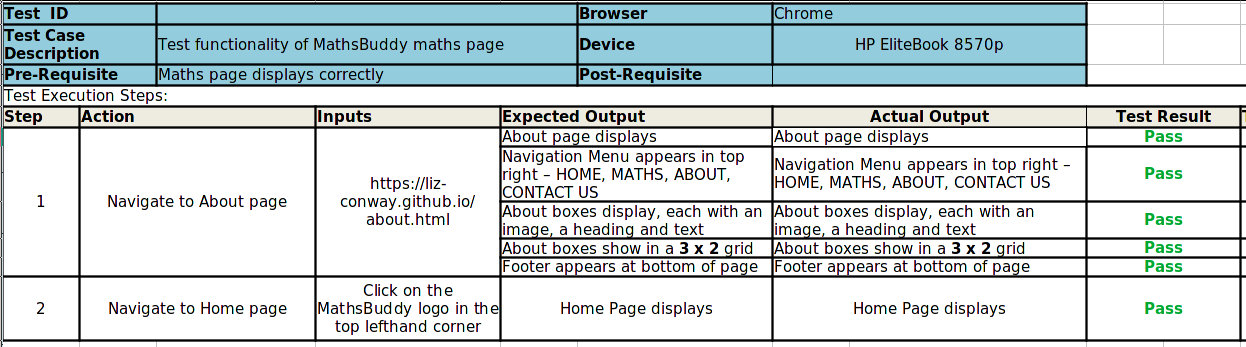 Test ID Browser Chrome
Test Case Description Test functionality of MathsBuddy maths page Device HP EliteBook 8570p
Pre-Requisite Maths page displays correctly Post-Requisite
Test Execution Steps:
Step Action Inputs Expected Output Actual Output Test Result
1 Navigate to About page https://liz-conway.github.io/about.html
About page displays About page displays Pass
Navigation Menu appears in top right – HOME, MATHS, ABOUT, CONTACT US Navigation Menu appears in top right – HOME, MATHS, ABOUT, CONTACT US Pass
About boxes display, each with an image, a heading and text About boxes display, each with an image, a heading and text Pass
About boxes show in a 3 x 2 grid About boxes show in a 3 x 2 grid Pass
Footer appears at bottom of page Footer appears at bottom of page Pass
2 Navigate to Home page Click on the MathsBuddy logo in the top lefthand corner Home Page displays Home Page displays Pass